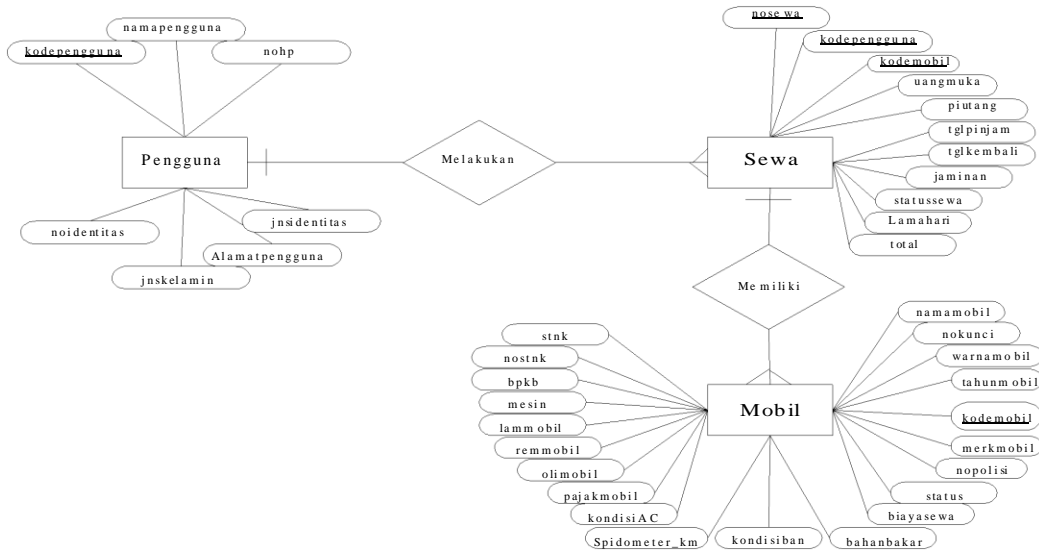 nosewa
namapengguna
kodepengguna
kodepengguna
nohp
kodemobil
uangmuka
piutang
tglpinjam
Pengguna
Melakukan
Sewa
tglkembali
jaminan
statussewa
jnsidentitas
Lamahari
noidentitas
total
Alamatpengguna
jnskelamin
Memiliki
namamobil
stnk
nokunci
nostnk
warnamobil
bpkb
tahunmobil
mesin
Mobil
kodemobil
lammobil
remmobil
merkmobil
olimobil
nopolisi
pajakmobil
status
kondisiAC
biayasewa
Spidometer_km
kondisiban
bahanbakar